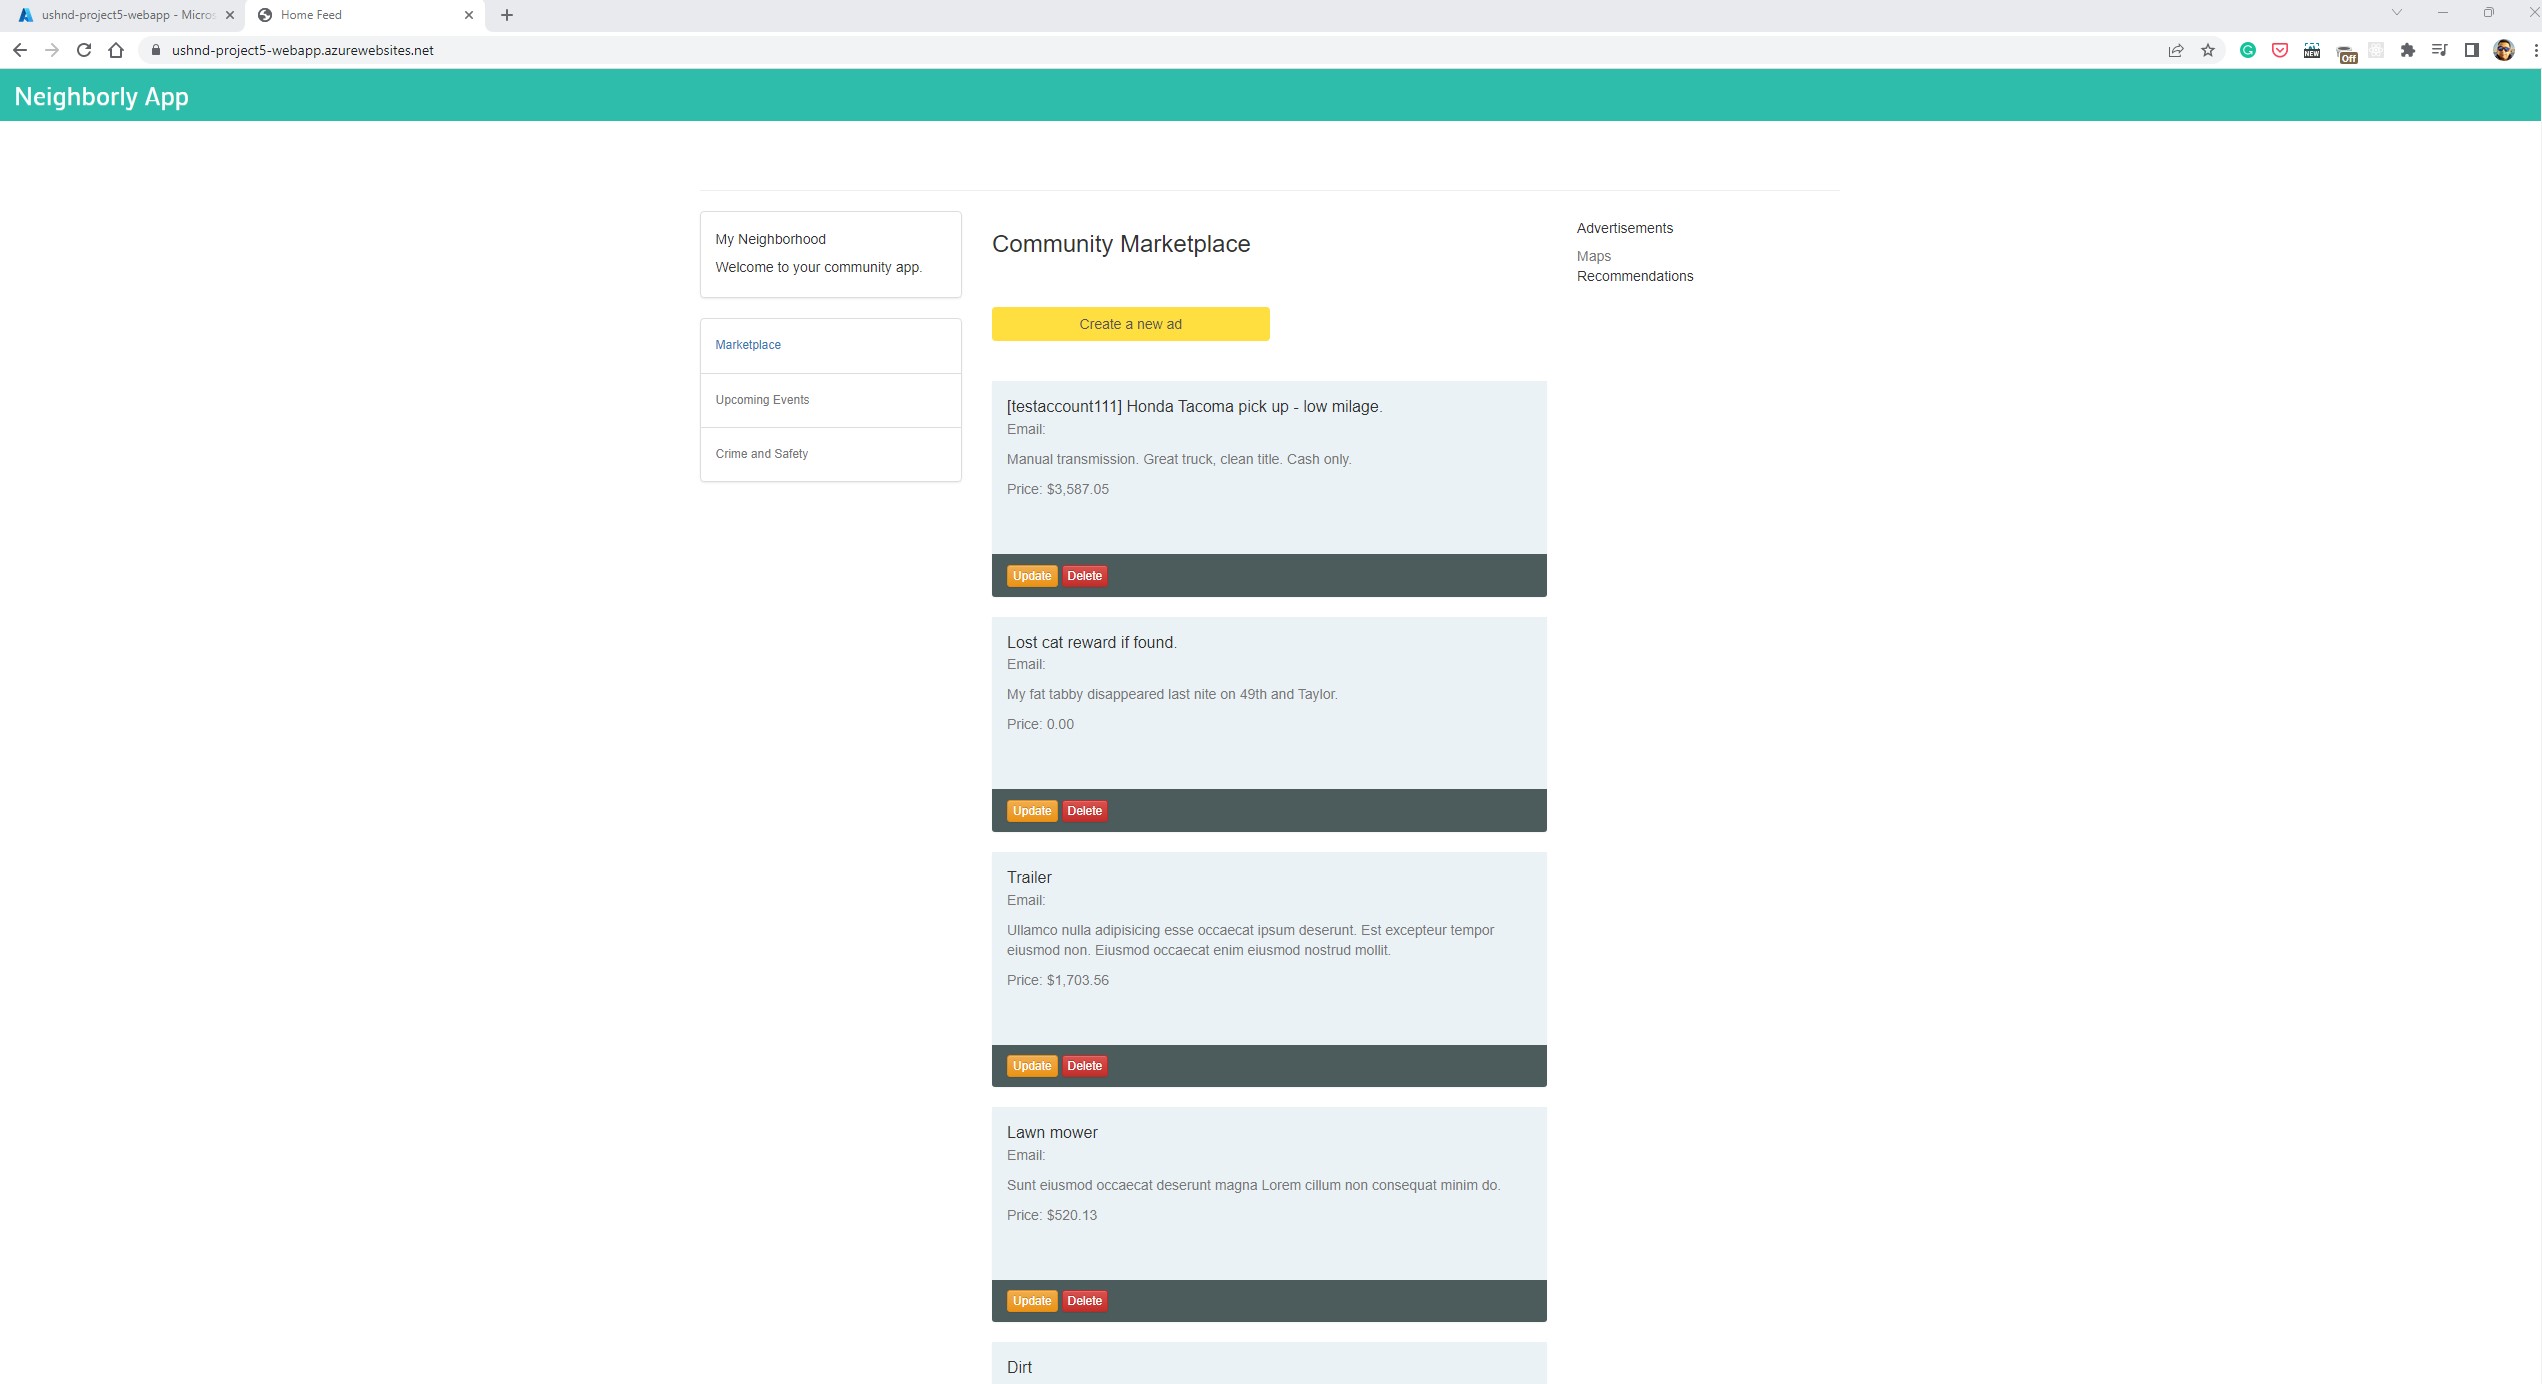 ushnd-project5-webapp - Micros
Home Feed
ushnd-project5-webapp.azurewebsites.net
NEW
Off
Neighborly App
My Neighborhood
Welcome to your community app.
Marketplace
Upcoming Events
Crime and Safety
Community Marketplace
Create a new ad
[testaccount111] Honda Tacoma pick up - low milage.
Email:
Manual transmission. Great truck, clean title. Cash only.
Price: $3,587.05
Update Delete
Lost cat reward if found.
Email:
My fat tabby disappeared last nite on 49th and Taylor.
Price: 0.00
Update Delete
Trailer
Email:
Ullamco nulla adipisicing esse occaecat ipsum deserunt. Est excepteur tempor
eiusmod non. Eiusmod occaecat enim eiusmod nostrud mollit.
Price: $1,703.56
Update Delete
Lawn mower
Email:
Sunt eiusmod occaecat deserunt magna Lorem cillum non consequat minim do.
Price: $520.13
Update Delete
Dirt
Advertisements
Maps
Recommendations